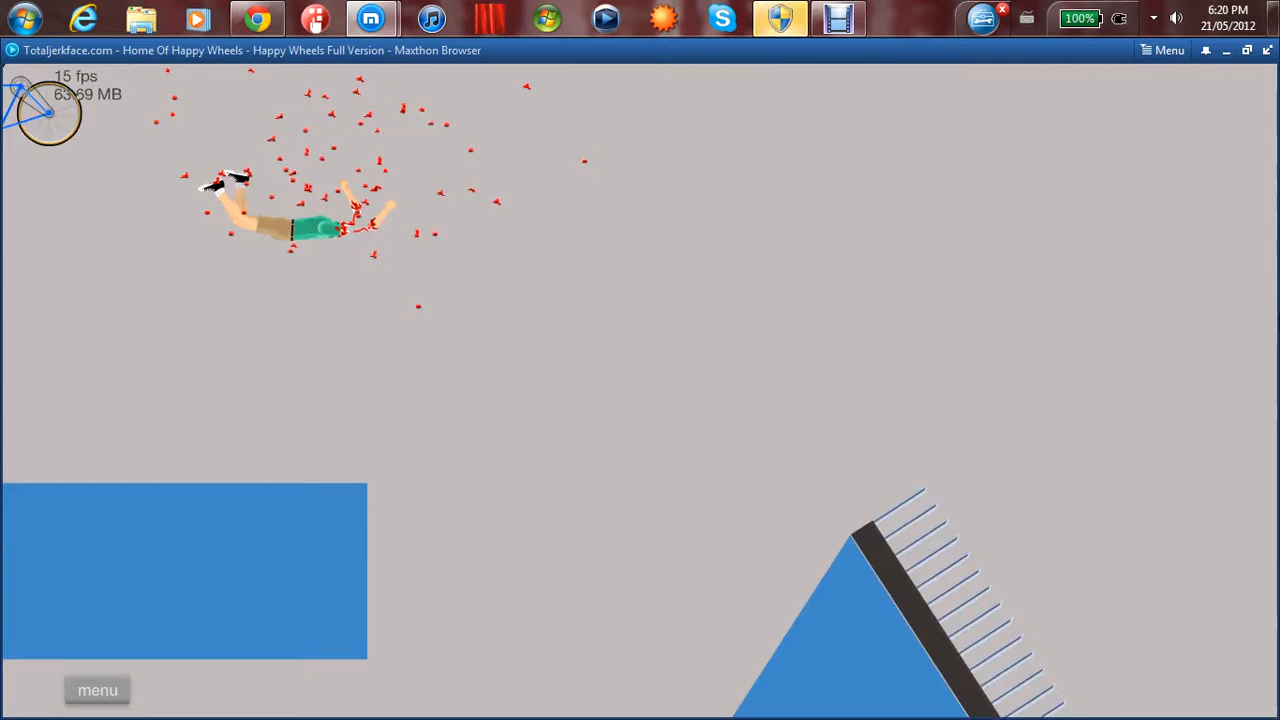 100%
6:20 PM
21/05/2012
Totaljerkface.com - Home Of Happy Wheels - Happy Wheels Full Version - Maxthon Browser
Menu
15 fps
63.69 MB
menu